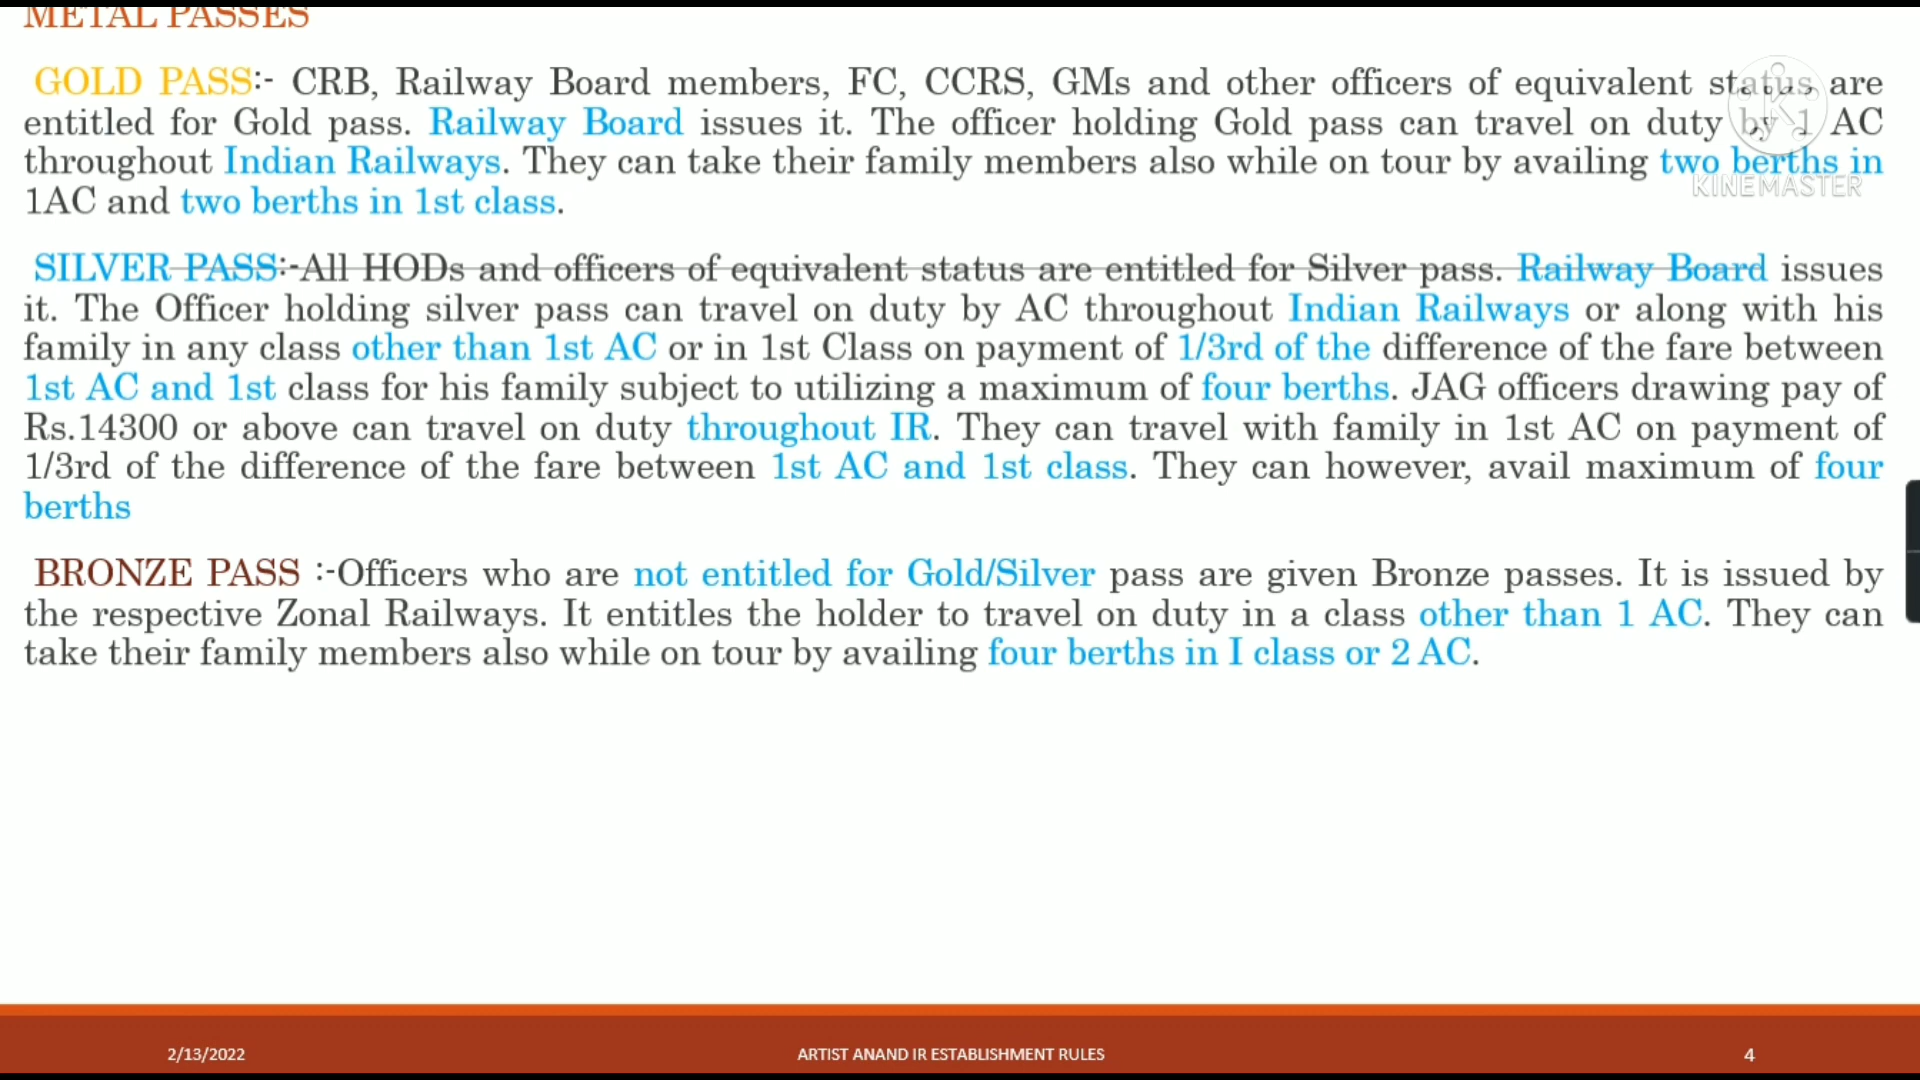 METAL PASSES
GOLD PASS:- CRB, Railway Board members, FC, CCRS, GMs and other officers of equivalent status are
entitled for Gold pass. Railway Board issues it. The officer holding Gold pass can travel on duty by 1 AC
throughout Indian Railways. They can take their family members also while on tour by availing two berths in
1AC and two berths in 1st class.
KINEMASTER
SILVER PASS:-All HODs and officers of equivalent status are entitled for Silver pass. Railway Board issues
it. The Officer holding silver pass can travel on duty by AC throughout Indian Railways or along with his
family in any class other than 1st AC or in 1st Class on payment of 1/3rd of the difference of the fare between
1st AC and 1st class for his family subject to utilizing a maximum of four berths. JAG officers drawing pay of
Rs.14300 or above can travel on duty throughout IR. They can travel with family in 1st AC on payment of
1/3rd of the difference of the fare between 1st AC and 1st class. They can however, avail maximum of four
berths
BRONZE PASS :-Officers who are not entitled for Gold/Silver pass are given Bronze passes. It is issued by
the respective Zonal Railways. It entitles the holder to travel on duty in a class other than 1 AC. They can
take their family members also while on tour by availing four berths in I class or 2 AC.
2/13/2022 ARTIST ANAND IR ESTABLISHMENT RULES 4